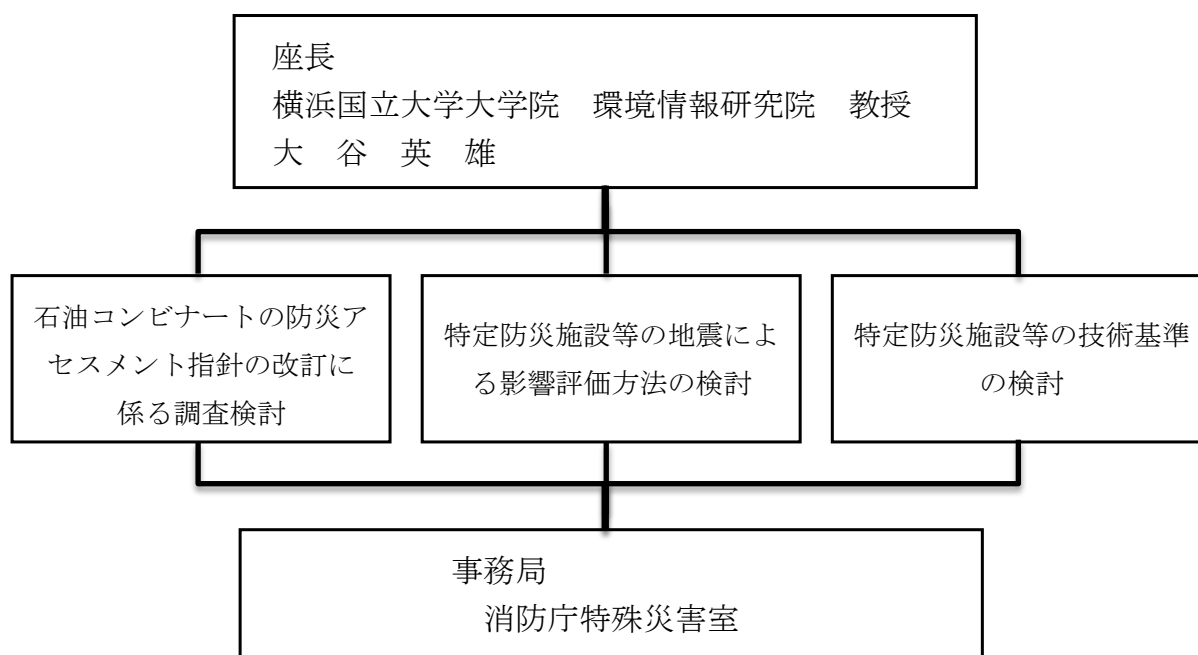 座長
横浜国立大学大学院　環境情報研究院　教授
大　谷　英　雄
石油コンビナートの防災ア
セスメント指針の改訂に
係る調査検討
特定防災施設等の地震によ
る影響評価方法の検討
特定防災施設等の技術基準
の検討
事務局
消防庁特殊災害室